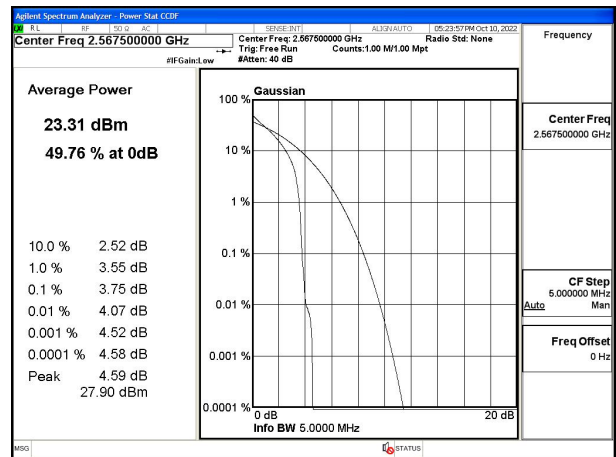 Agilent Spectrum Analyzer - Power Stat CCDF
RL RF 50 Ω AC SENSE:INT ALIGNAUTO 05:23:57PM Oct 10, 2022
Center Freq 2.567500000 GHz
Center Freq: 2.567500000 GHz Radio Std: None
Trig: Free Run Counts:1.00 M/1.00 Mpt
#IFGain:Low #Atten: 40 dB
Frequency
Average Power
23.31 dBm
49.76 % at 0dB
10.0 % 2.52 dB
1.0 % 3.55 dB
0.1 % 3.75 dB
0.01 % 4.07 dB
0.001 % 4.52 dB
0.0001 % 4.58 dB
Peak 4.59 dB
27.90 dBm
Gaussian
100 %
10 %
1 %
0.1 %
0.01 %
0.001 %
0.0001 %
0 dB 20 dB
Info BW 5.0000 MHz
Center Freq
2.567500000 GHz
CF Step
5.000000 MHz
Auto Man
Freq Offset
0 Hz
MSG STATUS